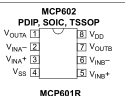 MCP602
PDIP, SOIC, TSSOP
VOUTA 1 8 VDD
VINA– 2 7 VOUTB
VINA+ 3 6 VINB–
VSS 4 5 VINB+
MCP601R